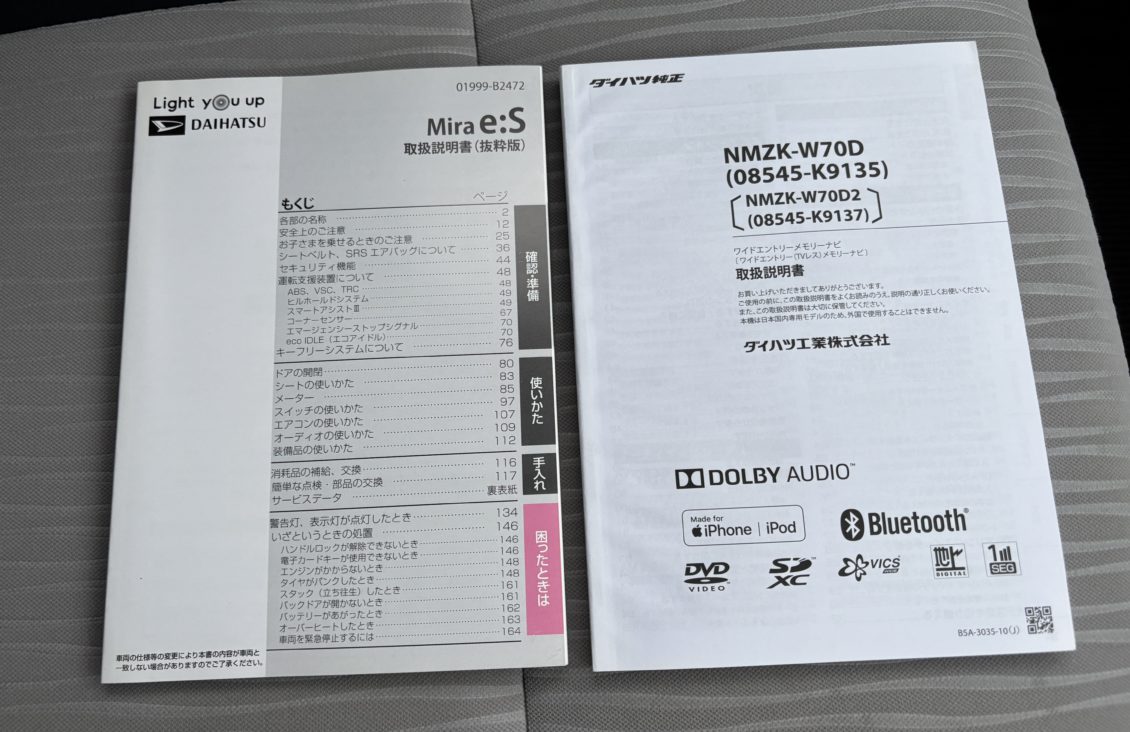 Light you up
DAIHATSU
01999-B2472
Mira e:S
取扱説明書(抜粋版)
もくじ ページ
各部の名称 2
安全上のご注意 12
お子さまを乗せるときのご注意 25
シートベルト、SRS エアバッグについて 36
セキュリティ機能 44
運転支援装置について 48
ABS、VSC、TRC 48
ヒルホールドシステム 49
スマートアシストⅢ 49
コーナーセンサー 67
エマージェンシーストップシグナル 70
eco IDLE(エコアイドル) 70
キーフリーシステムについて 76
確認・準備
ドアの開閉 80
シートの使いかた 83
メーター 85
スイッチの使いかた 97
エアコンの使いかた 107
オーディオの使いかた 109
装備品の使いかた 112
使いかた
消耗品の補給、交換 116
簡単な点検・部品の交換 117
サービスデータ 裏表紙
手入れ
警告灯、表示灯が点灯したとき 134
いざというときの処置 146
ハンドルロックが解除できないとき 146
電子カードキーが使用できないとき 146
エンジンがかからないとき 148
タイヤがパンクしたとき 148
スタック(立ち往生)したとき 161
バックドアが開かないとき 161
バッテリーがあがったとき 162
オーバーヒートしたとき 163
車両を緊急停止するには 164
困ったときは
車両の仕様等の変更により本書の内容が車両と
一致しない場合がありますのでご了承ください。
ダイハツ純正
NMZK-W70D
(08545-K9135)
NMZK-W70D2
(08545-K9137)
ワイドエントリーメモリーナビ
(ワイドエントリー(TVレス)メモリーナビ)
取扱説明書
お買い上げいただきましてありがとうございます。
ご使用の前に、この取扱説明書をよくお読みのうえ、説明の通り正しくお使いください。
また、この取扱説明書は大切に保管してください。
本機は日本国内専用モデルのため、外国で使用することはできません。
ダイハツ工業株式会社
DOLBY AUDIO™
Made for
iPhone | iPod
Bluetooth®
DVD
VIDEO
SD
XC™
VICS
地上
DIGITAL
1
SEG
B5A-3035-10(J)